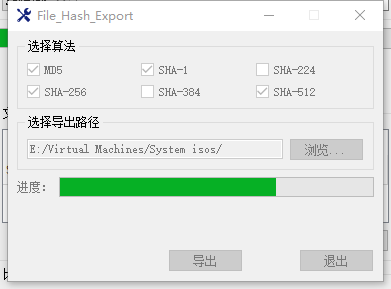 File_Hash_Export
选择算法
MD5 SHA-1 SHA-224
SHA-256 SHA-384 SHA-512
选择导出路径
E:/Virtual Machines/System isos/ 浏览...
进度:
导出 退出